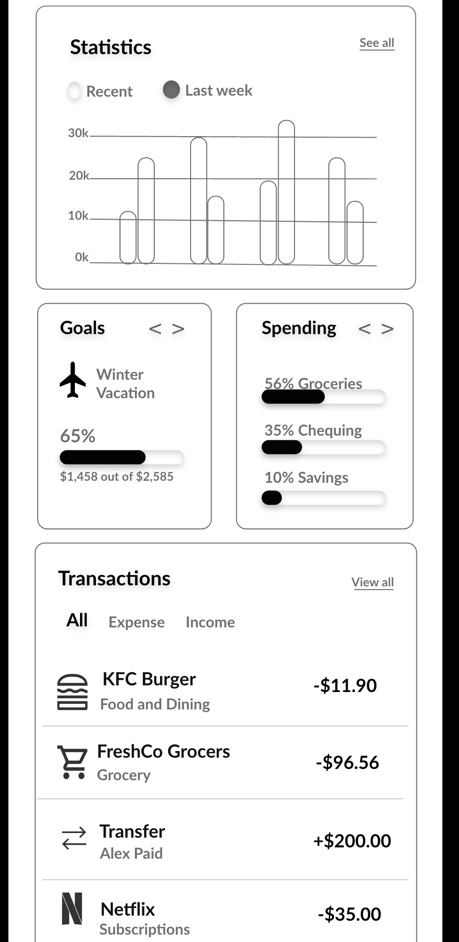 Statistics
See all
Recent
Last week
30k
20k
10k
0k
Goals < >
Winter
Vacation
65%
$1,458 out of $2,585
Spending < >
56% Groceries
35% Chequing
10% Savings
Transactions
View all
All Expense Income
KFC Burger
-$11.90
Food and Dining
FreshCo Grocers
-$96.56
Grocery
Transfer
+$200.00
Alex Paid
Netflix
-$35.00
Subscriptions